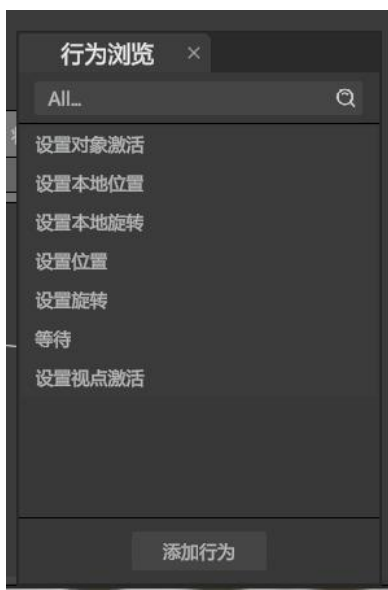 行为浏览 ×
All...
设置对象激活
设置本地位置
设置本地旋转
设置位置
设置旋转
等待
设置视点激活
添加行为